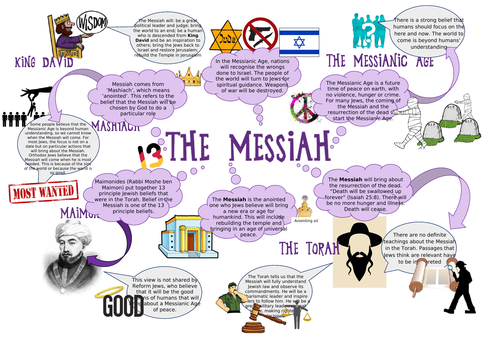 The Messiah will be a great
political leader and judge; bring
the world to an end; be a human
who is descended from King
David and be an inspiration to
others; bring the Jews back to
Israel and restore Jerusalem;
rebuild the Temple in Jerusalem
WISDOM
KING DAVID
In the Messianic Age, nations
will recognise the wrongs
done to Israel. The people of
the world will turn to Jews for
spiritual guidance. Weapons
of war will be destroyed.
There is a strong belief that
humans should focus on the
here and now. The world to
come is beyond humans'
understanding
THE MESSIANIC AGE
Messiah comes from
'Mashiach', which means
'anointed'. This refers to the
belief that the Messiah will be
chosen by God to do a
particular role
MASHIACH
The Messianic Age is a future
time of peace on earth, with
no violence, hunger or crime.
For many Jews, the coming of
the Messiah and the
resurrection of the dead
start the Messianic Age.
Some people believe that the
Messianic Age is beyond human
understanding, so we cannot know
when the Messiah will come. For
most Jews, the focus is not on a
date but on particular actions that
will bring about the Messiah.
Orthodox Jews believe that the
Messiah will come when he is most
needed. This is because of the sins
of the world or because the world is
so good
THE MESSIAH
13
MOST WANTED
Maimonides (Rabbi Moshe ben
Maimon) put together 13
principle Jewish beliefs that
were in the Torah. Belief in the
Messiah is one of the 13
principle beliefs.
MAIMO
The Messiah is the anointed
one who Jews believe will bring
a new era or age for
humankind. This will include
rebuilding the temple and
bringing in an age of universal
peace.
Anointing oil
The Messiah will bring about
the resurrection of the dead.
"Death will be swallowed up
forever" (Isaiah 25:8). There will
be no more hunger and illness.
Death will cease.
THE TORAH
There are no definite
teachings about the Messiah
in the Torah. Passages that
Jews think are relevant have
to be
This view is not shared by
Reform Jews, who believe
that it will be the good
of humans that will
about a Messianic Age
of peace.
GOOD
The Torah tells us that the
Messiah will fully understand
Jewish law and observe its
commandments. He will be a
charismatic leader and inspire
to follow him. He will be a
military
making